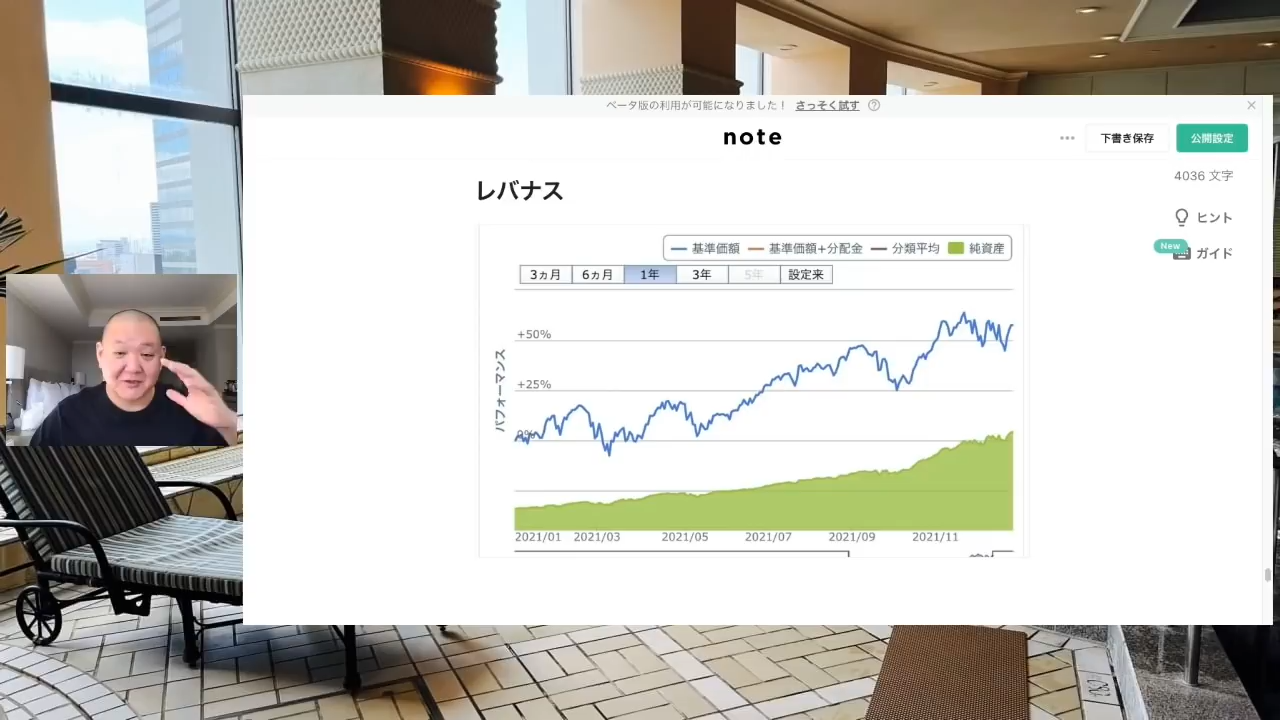 ベータ版の利用が可能になりました！ さっそく試す ?
note
下書き保存
公開設定
4036 文字
ヒント
New
ガイド
レバナス
基準価額 基準価額+分配金 分類平均 純資産
3ヵ月 6ヵ月 1年 3年 5年 設定来
パフォーマンス
+50%
+25%
0%
2021/01 2021/03 2021/05 2021/07 2021/09 2021/11